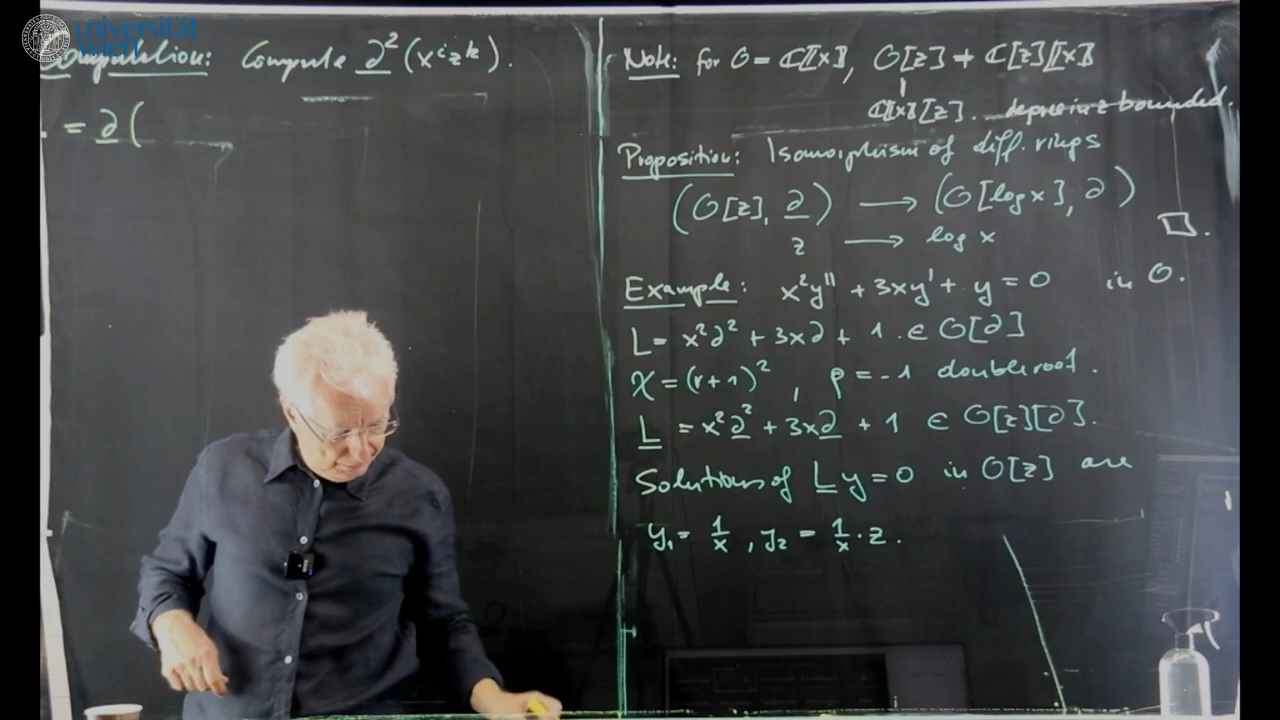 universität
wien
Computation: Compute ∂̲²(xⁱzᵏ).
= ∂̲(
Note: for O = ℂ⟦x⟧, O[z] ≠ ℂ[z]⟦x⟧
ℂ⟦x⟧[z]. degree in z bounded.
Proposition: Isomorphism of diff. rings
(O[z], ∂̲) → (O[log x], ∂)
z → log x
□.
Example: x²y'' + 3xy' + y = 0 in O.
L = x²∂² + 3x∂ + 1 ∈ O[∂]
χ = (r+1)², ρ = -1 double root.
L̲ = x²∂̲² + 3x∂̲ + 1 ∈ O[z][∂].
Solutions of L̲y = 0 in O[z] are
y₁ = 1/x, y₂ = 1/x · z.